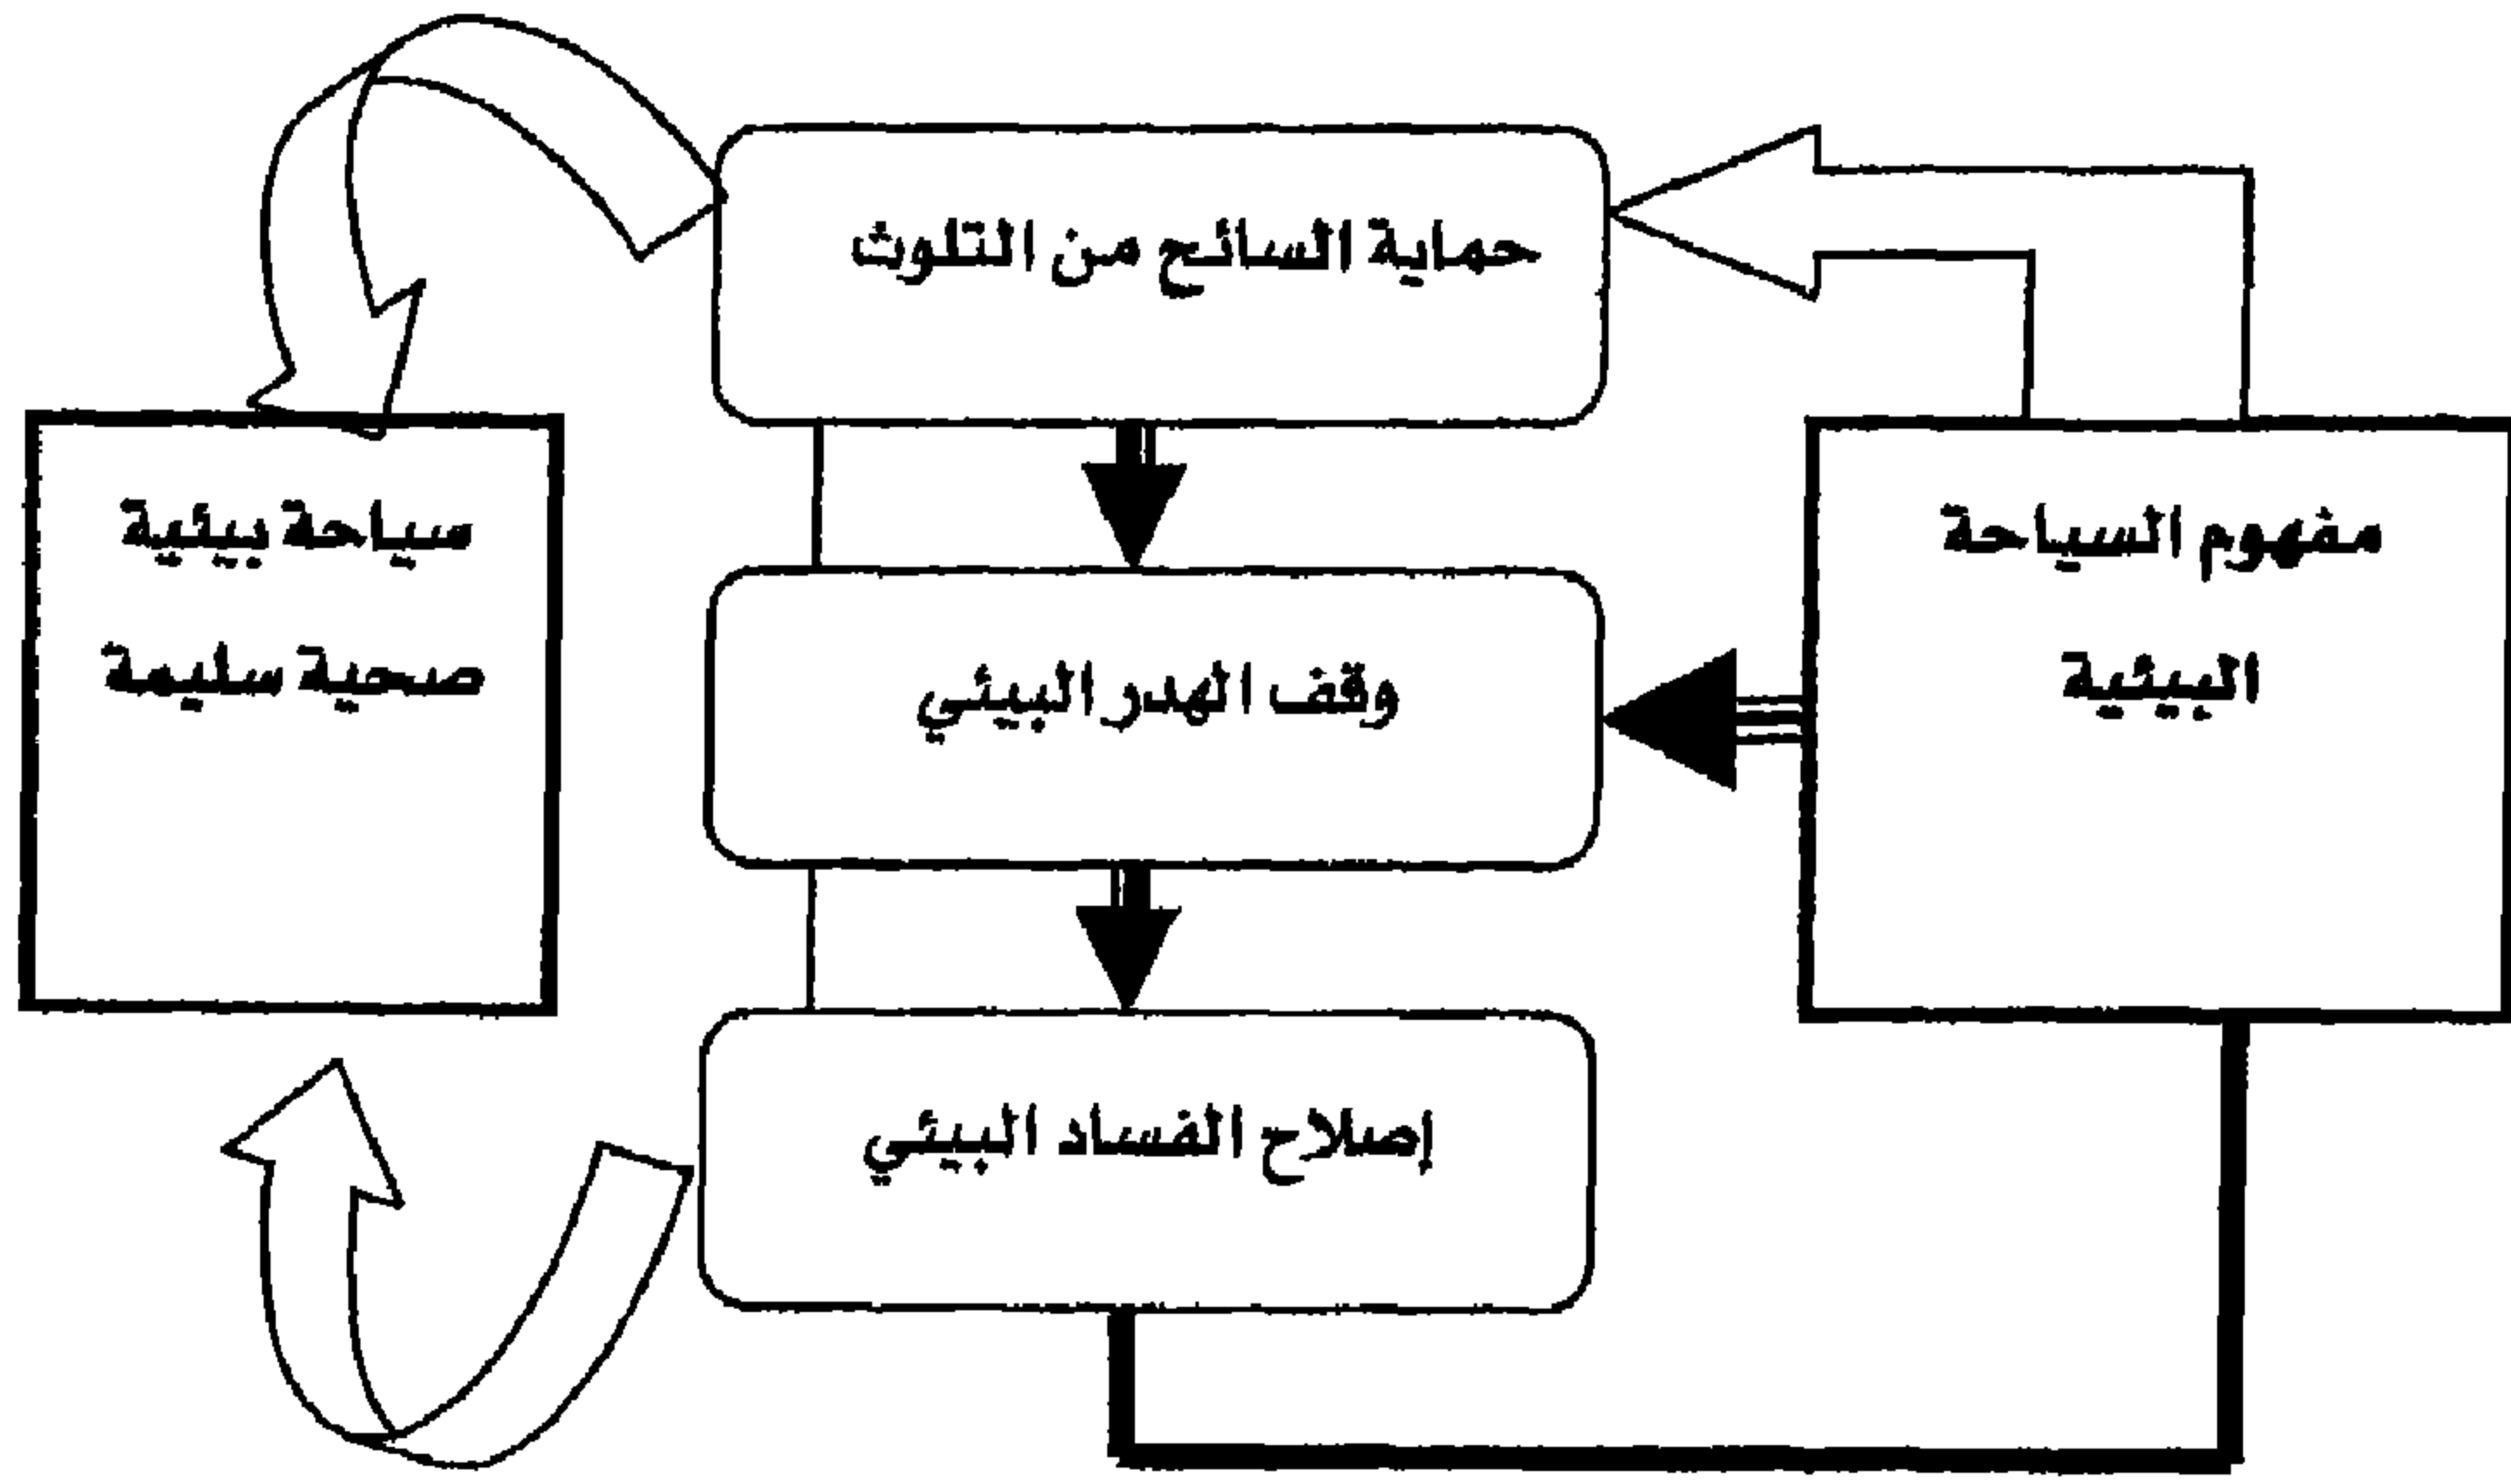 حماية السائح من التلوث
مفهوم السياحة
البيئية
وقف الهدر البيئي
إصلاح الفساد البيئي
سياحة بيئية
صحية سليمة